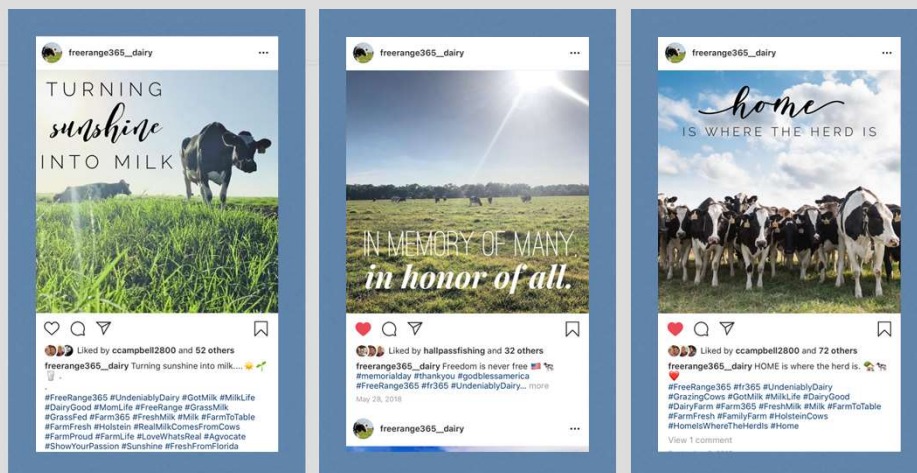 freerange365__dairy
TURNING
sunshine
INTO MILK
Liked by ccampbell2800 and 52 others
freerange365__dairy Turning sunshine into milk....
.
.
#FreeRange365 #UndeniablyDairy #GotMilk #MilkLife
#DairyGood #MomLife #FreeRange #GrassMilk
#GrassFed #Farm365 #FreshMilk #Milk #FarmToTable
#FarmFresh #Holstein #RealMilkComesFromCows
#FarmProud #FarmLife #LoveWhatsReal #Agvocate
#ShowYourPassion #Sunshine #FreshFromFlorida
freerange365__dairy
IN MEMORY OF MANY,
in honor of all.
Liked by hallpassfishing and 32 others
freerange365__dairy Freedom is never free 🇺🇸 🐄
#memorialday #thankyou #godblessamerica
#FreeRange365 #fr365 #UndeniablyDairy... more
May 28, 2018
freerange365__dairy
freerange365__dairy
home
IS WHERE THE HERD IS
Liked by ccampbell2800 and 72 others
freerange365__dairy HOME is where the herd is. 🏡 🐄
❤️
#FreeRange365 #fr365 #UndeniablyDairy
#GrazingCows #GotMilk #MilkLife #DairyGood
#DairyFarm #Farm365 #FreshMilk #Milk #FarmToTable
#FarmFresh #FamilyFarm #HolsteinCows
#HomeIsWhereTheHerdIs #Home
View 1 comment